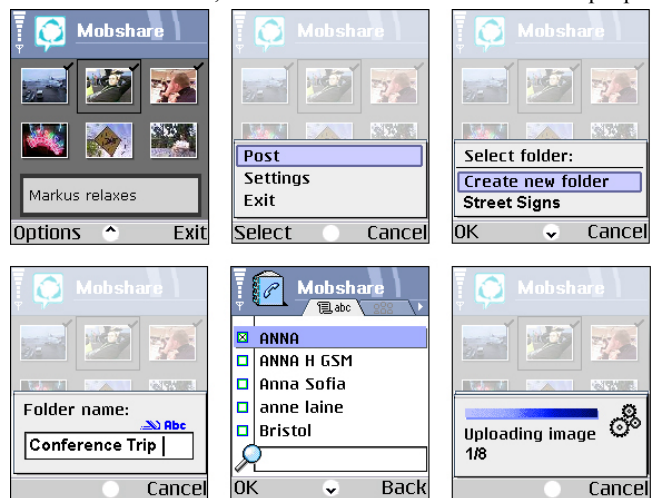 Mobshare
Markus relaxes
Options
Exit
Mobshare
Post
Settings
Exit
Select
Cancel
Mobshare
Select folder:
Create new folder
Street Signs
OK
Cancel
Mobshare
Folder name:
Abc
Conference Trip
Cancel
Mobshare
abc
ANNA
ANNA H GSM
Anna Sofia
anne laine
Bristol
OK
Back
Mobshare
Uploading image
1/8
Cancel